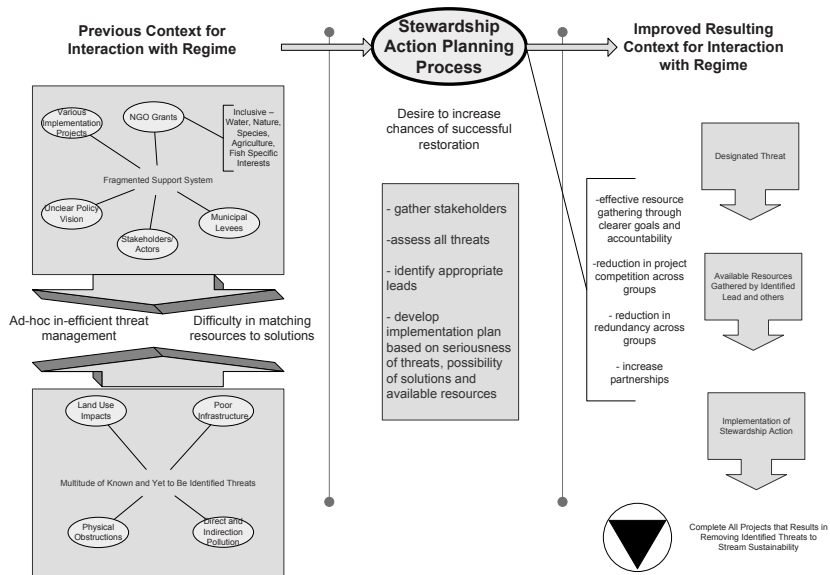 Previous Context for
Interaction with Regime
Stewardship
Action Planning
Process
Improved Resulting
Context for Interaction
with Regime
Various
Implementation
Projects
NGO Grants
Inclusive –
Water, Nature,
Species,
Agriculture,
Fish Specific
Interests
Fragmented Support System
Unclear Policy
Vision
Stakeholders/
Actors
Municipal
Levees
Ad-hoc in-efficient threat
management
Difficulty in matching
resources to solutions
Land Use
Impacts
Poor
Infrastructure
Multitude of Known and Yet to Be Identified Threats
Physical
Obstructions
Direct and
Indirection
Pollution
Desire to increase
chances of successful
restoration
- gather stakeholders
-assess all threats
- identify appropriate
leads
- develop
implementation plan
based on seriousness
of threats, possibility
of solutions and
available resources
-effective resource
gathering through
clearer goals and
accountability
-reduction in project
competition across
groups
- reduction in
redundancy across
groups
- increase
partnerships
Designated Threat
Available Resources
Gathered by Identified
Lead and others
Implementation of
Stewardship Action
Complete All Projects that Results in
Removing Identified Threats to
Stream Sustainability